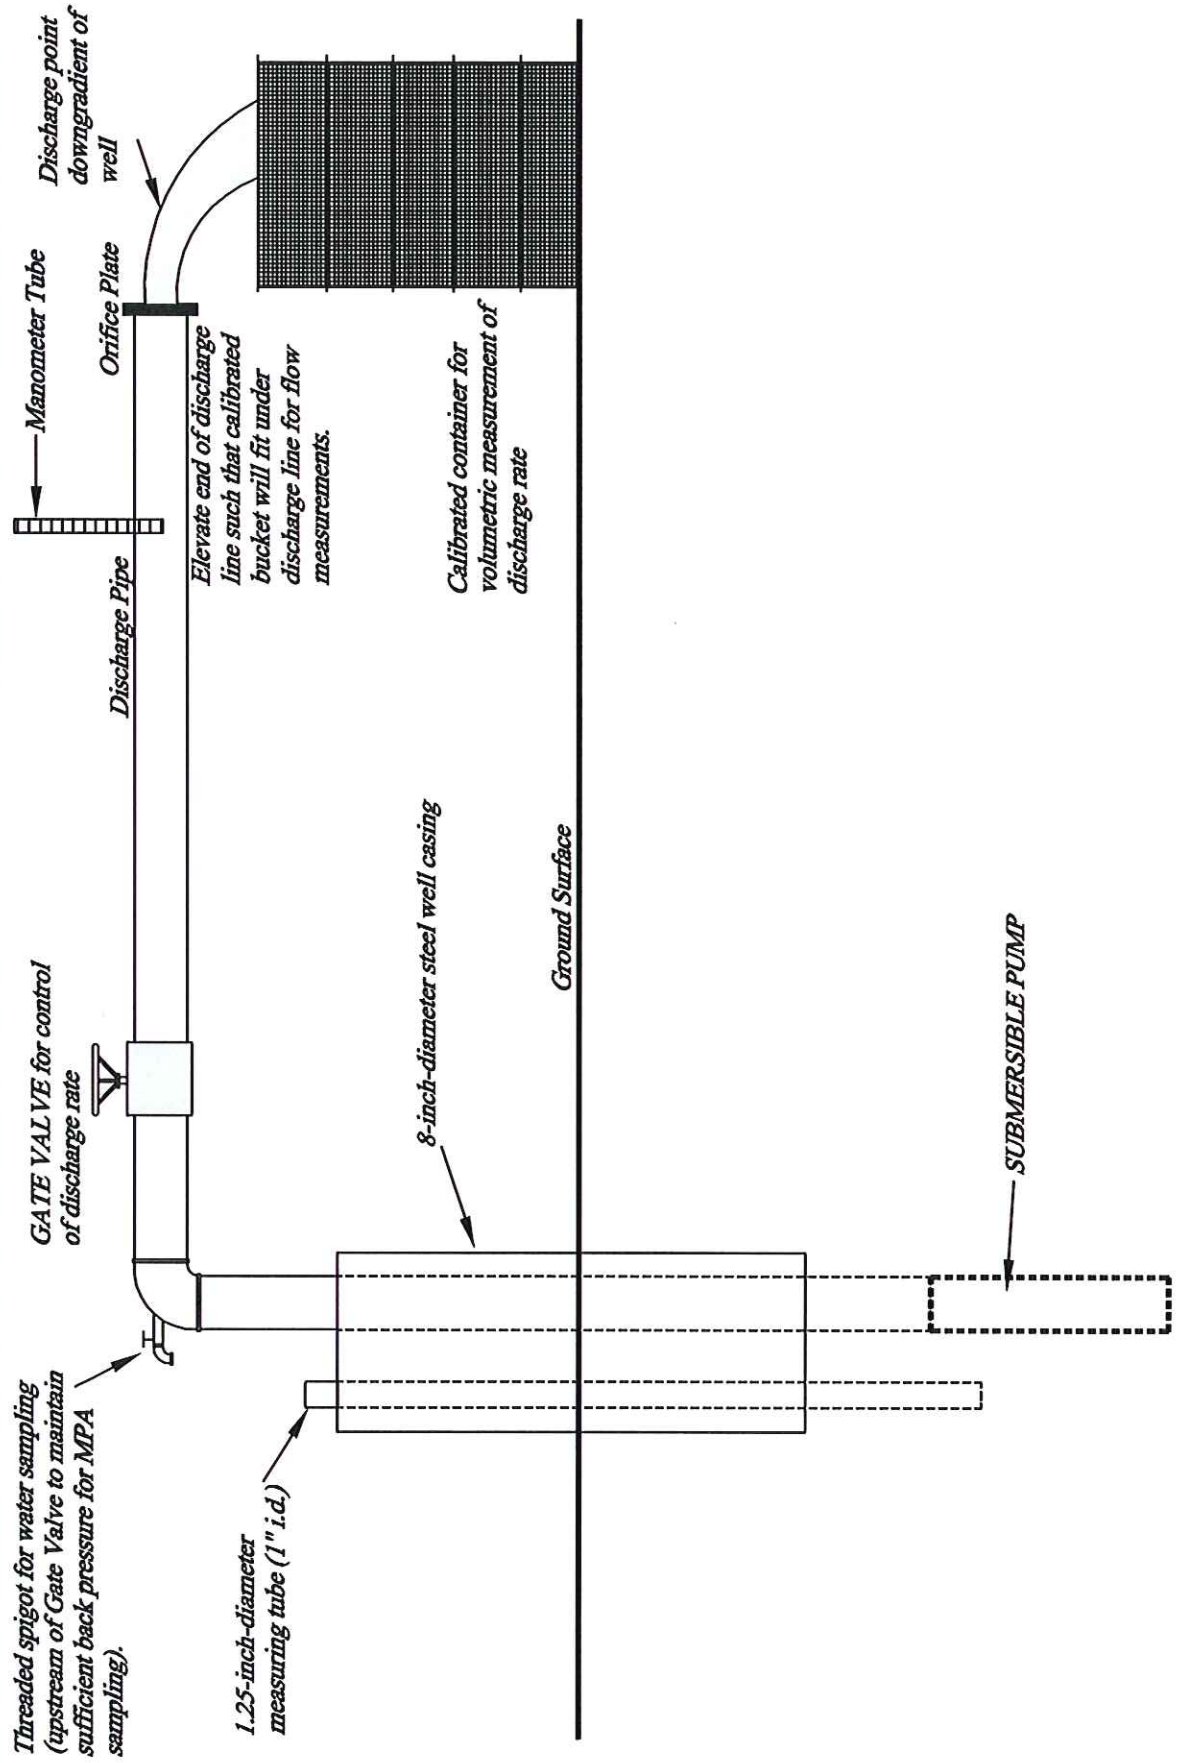 Threaded spigot for water sampling
(upstream of Gate Valve to maintain
sufficient back pressure for MPA
sampling).
GATE VALVE for control
of discharge rate
Discharge Pipe
Manometer Tube
Orifice Plate
Discharge point
downgradient of
well
Elevate end of discharge
line such that calibrated
bucket will fit under
discharge line for flow
measurements.
1.25-inch-diameter
measuring tube (1" i.d.)
8-inch-diameter steel well casing
Calibrated container for
volumetric measurement of
discharge rate
Ground Surface
SUBMERSIBLE PUMP